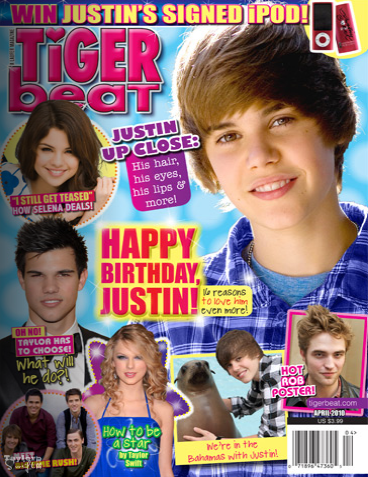 WIN JUSTIN'S SIGNED iPOD!
TiGER
beat
JUSTIN
UP CLOSE:
His hair,
his eyes,
his lips &
more!
"I STILL GET TEASED"
HOW SELENA DEALS!
HAPPY
BIRTHDAY,
JUSTIN!
16 reasons
to love him
even more!
OH NO!
TAYLOR HAS
TO CHOOSE!
What will
he do?!
How to be
a star
by Taylor
Swift
HOT
ROB
POSTER!
tigerbeat.com
APRIL 2010
US $3.99
We're in the
Bahamas with Justin!
TIME RUSH!
04